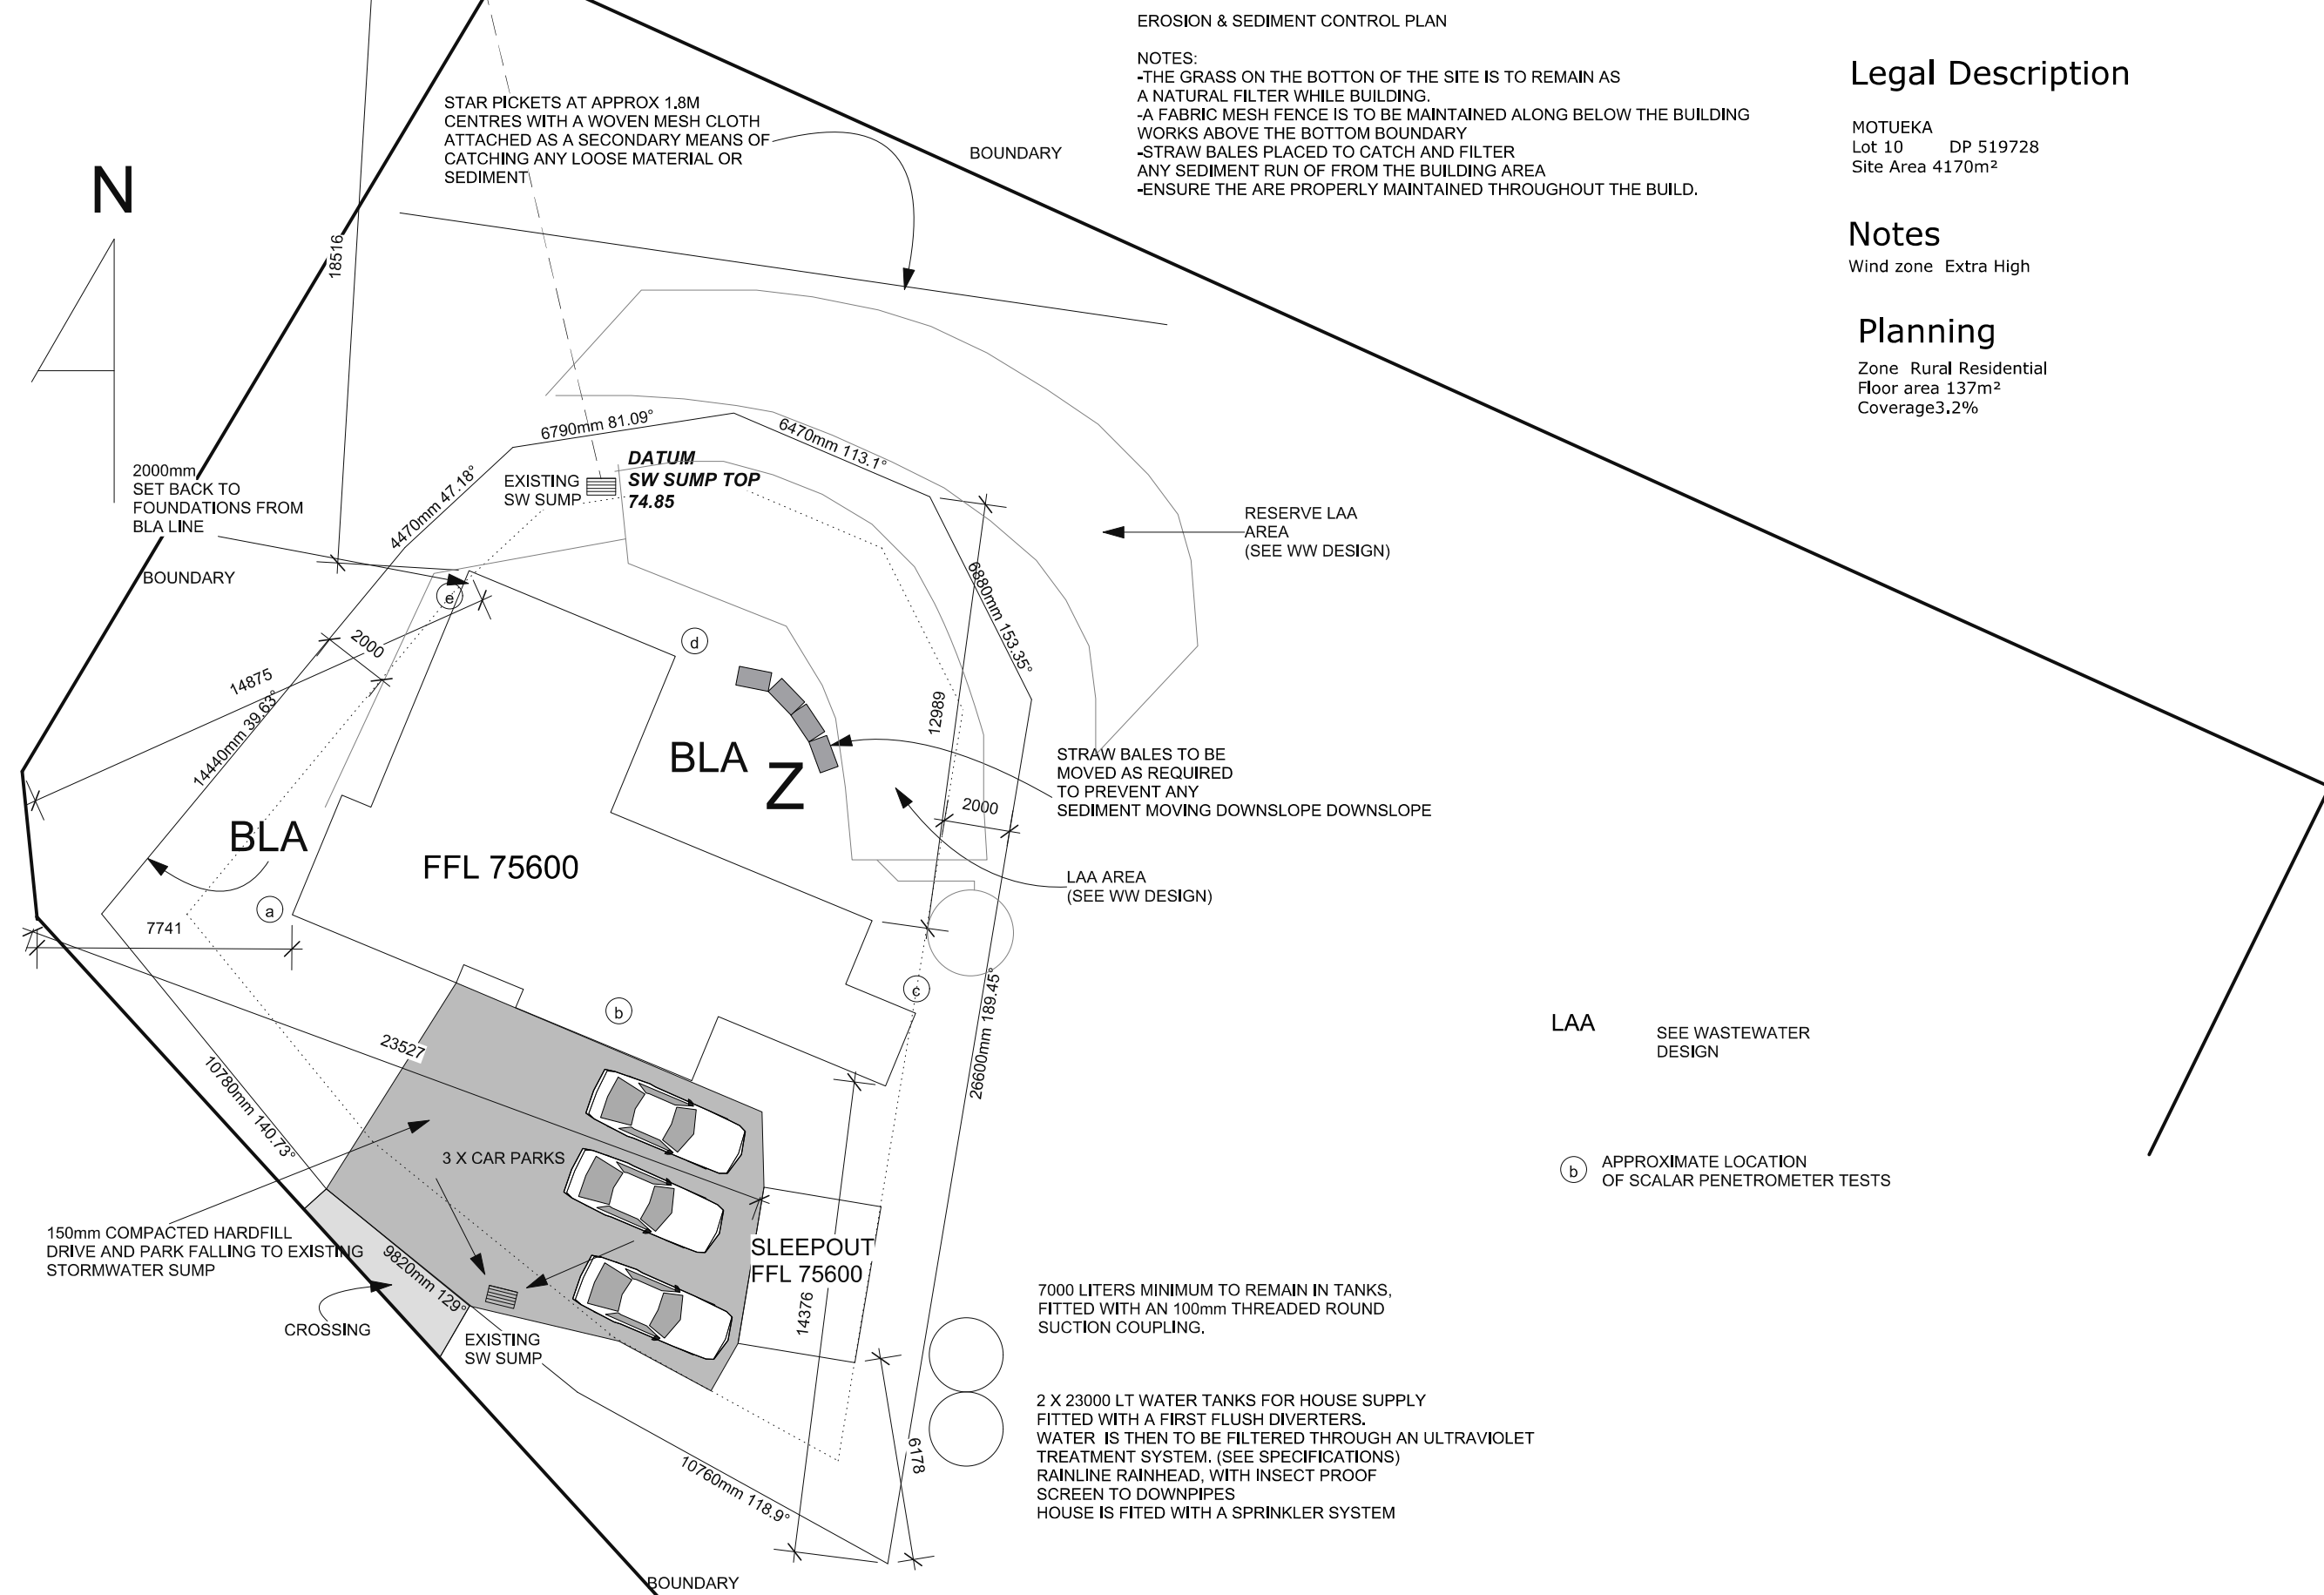 EROSION & SEDIMENT CONTROL PLAN
NOTES:
-THE GRASS ON THE BOTTON OF THE SITE IS TO REMAIN AS
A NATURAL FILTER WHILE BUILDING.
-A FABRIC MESH FENCE IS TO BE MAINTAINED ALONG BELOW THE BUILDING
WORKS ABOVE THE BOTTOM BOUNDARY
-STRAW BALES PLACED TO CATCH AND FILTER
ANY SEDIMENT RUN OF FROM THE BUILDING AREA
-ENSURE THE ARE PROPERLY MAINTAINED THROUGHOUT THE BUILD.
Legal Description
MOTUEKA
Lot 10 DP 519728
Site Area 4170m²
Notes
Wind zone Extra High
Planning
Zone Rural Residential
Floor area 137m²
Coverage3.2%
STAR PICKETS AT APPROX 1.8M
CENTRES WITH A WOVEN MESH CLOTH
ATTACHED AS A SECONDARY MEANS OF
CATCHING ANY LOOSE MATERIAL OR
SEDIMENT
BOUNDARY
N
18516
6790mm 81.09°
6470mm 113.1°
4470mm 47.18°
2000mm
SET BACK TO
FOUNDATIONS FROM
BLA LINE
EXISTING
SW SUMP
DATUM
SW SUMP TOP
74.85
RESERVE LAA
AREA
(SEE WW DESIGN)
BOUNDARY
e
d
2000
14875
14440mm 39.63°
6880mm 153.35°
12989
BLA
Z
BLA
FFL 75600
STRAW BALES TO BE
MOVED AS REQUIRED
TO PREVENT ANY
SEDIMENT MOVING DOWNSLOPE DOWNSLOPE
2000
LAA AREA
(SEE WW DESIGN)
a
7741
c
b
26600mm 189.45°
23527
10780mm 140.73°
LAA
SEE WASTEWATER
DESIGN
3 X CAR PARKS
b
APPROXIMATE LOCATION
OF SCALAR PENETROMETER TESTS
150mm COMPACTED HARDFILL
DRIVE AND PARK FALLING TO EXISTING
STORMWATER SUMP
9820mm 129°
SLEEPOUT
FFL 75600
14376
CROSSING
EXISTING
SW SUMP
7000 LITERS MINIMUM TO REMAIN IN TANKS,
FITTED WITH AN 100mm THREADED ROUND
SUCTION COUPLING.
2 X 23000 LT WATER TANKS FOR HOUSE SUPPLY
FITTED WITH A FIRST FLUSH DIVERTERS.
WATER IS THEN TO BE FILTERED THROUGH AN ULTRAVIOLET
TREATMENT SYSTEM. (SEE SPECIFICATIONS)
RAINLINE RAINHEAD, WITH INSECT PROOF
SCREEN TO DOWNPIPES
HOUSE IS FITED WITH A SPRINKLER SYSTEM
6178
10760mm 118.9°
BOUNDARY